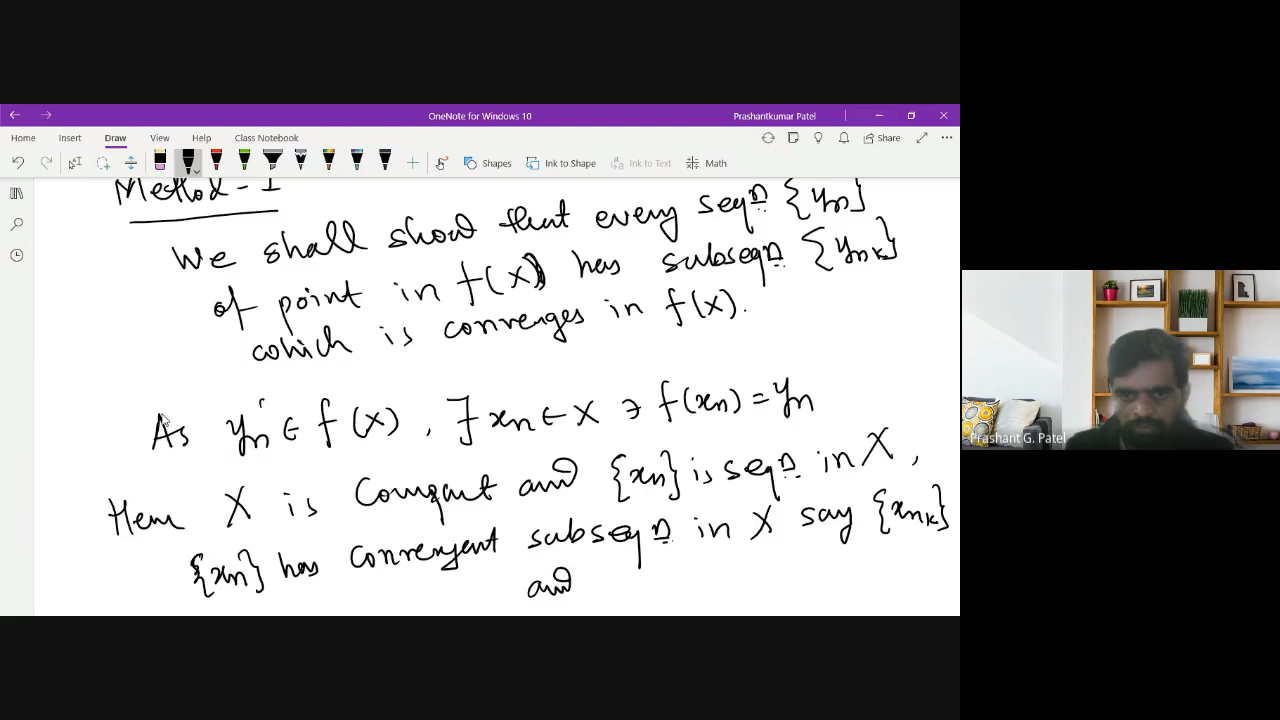 OneNote for Windows 10
Prashantkumar Patel
Home Insert Draw View Help Class Notebook
Share
Shapes Ink to Shape Ink to Text Math
Method - I
We shall show that every seqn {yn}
of point in f(X) has subseqn {ynk}
which is converges in f(X).
As yn ∈ f(X), ∃ xn ∈ X ∋ f(xn) = yn
Here X is Compact and {xn} is seqn in X,
{xn} has convergent subseqn in X say {xnk}
and
Prashant G. Patel